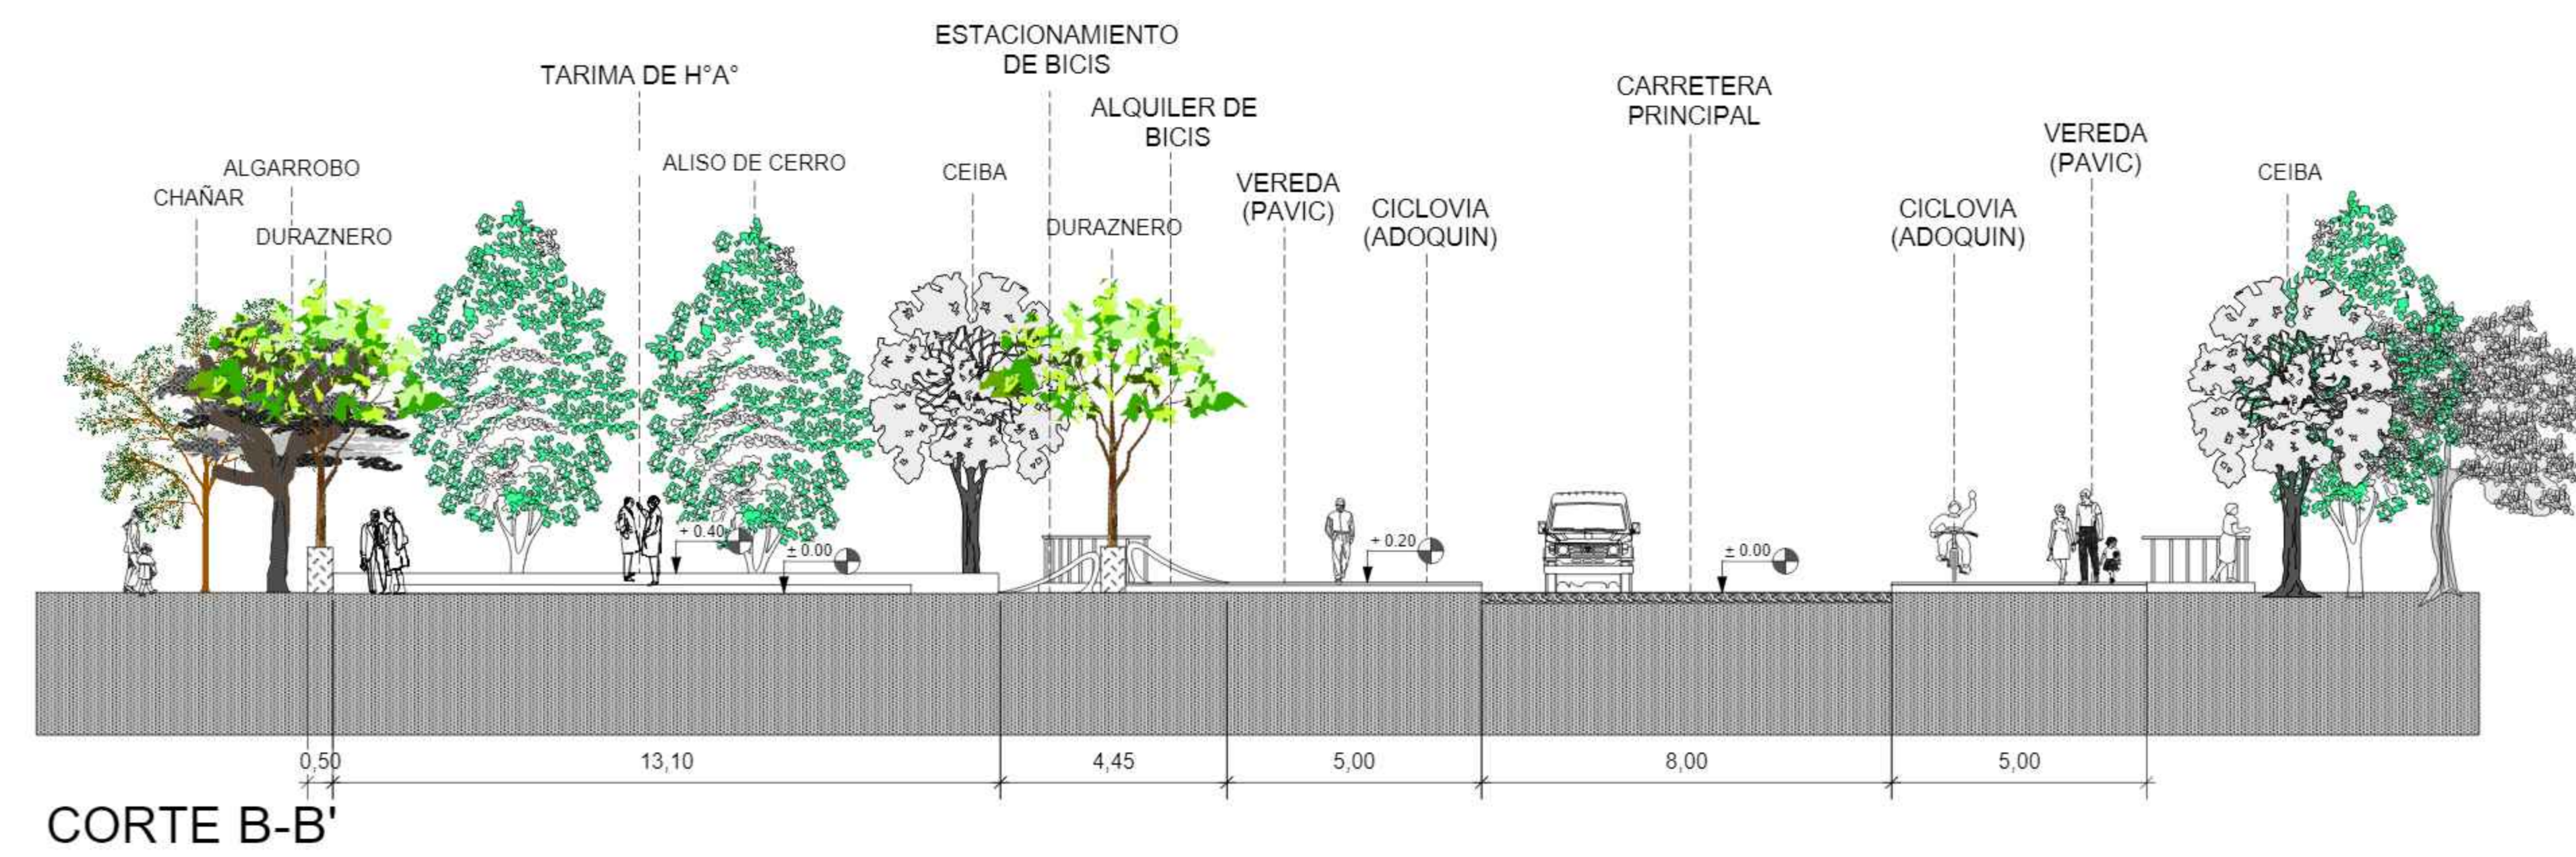 ESTACIONAMIENTO
DE BICIS
TARIMA DE H°A°
CARRETERA
PRINCIPAL
ALQUILER DE
BICIS
VEREDA
(PAVIC)
ALGARROBO
ALISO DE CERRO
CEIBA
CEIBA
CHAÑAR
VEREDA
(PAVIC)
CICLOVIA
(ADOQUIN)
CICLOVIA
(ADOQUIN)
DURAZNERO
DURAZNERO
+ 0.40
± 0.00
+ 0.20
± 0.00
0,50
13,10
4,45
5,00
8,00
5,00
CORTE B-B'